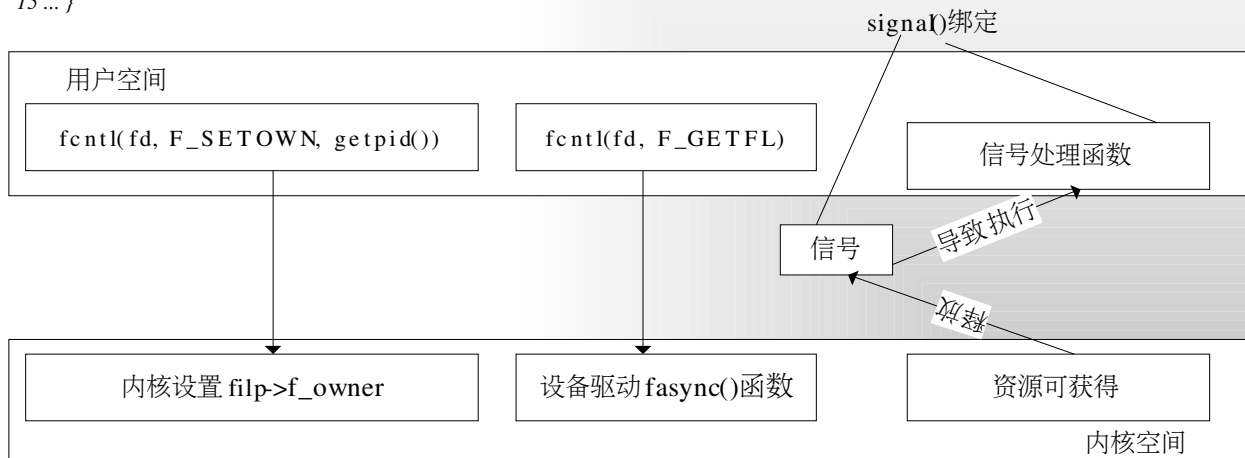 15 ... }
signal()绑定
用户空间
fcntl(fd, F_SETOWN, getpid())
fcntl(fd, F_GETFL)
信号处理函数
导致执行
信号
释放
内核设置 filp->f_owner
设备驱动 fasync()函数
资源可获得
内核空间